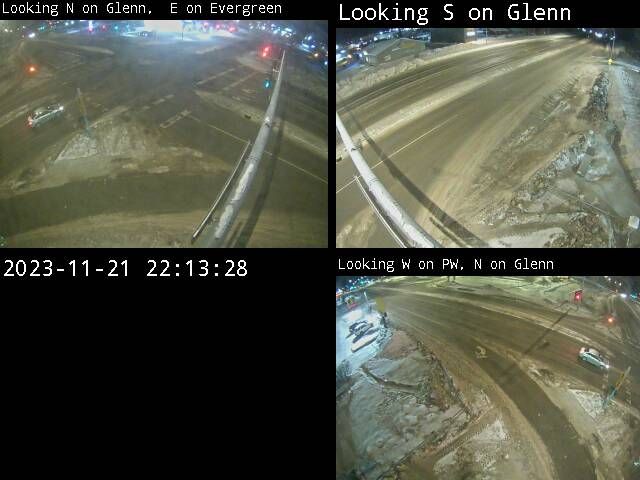 Looking N on Glenn,  E on Evergreen
Looking S on Glenn
2023-11-21 22:13:28
Looking W on PW, N on Glenn